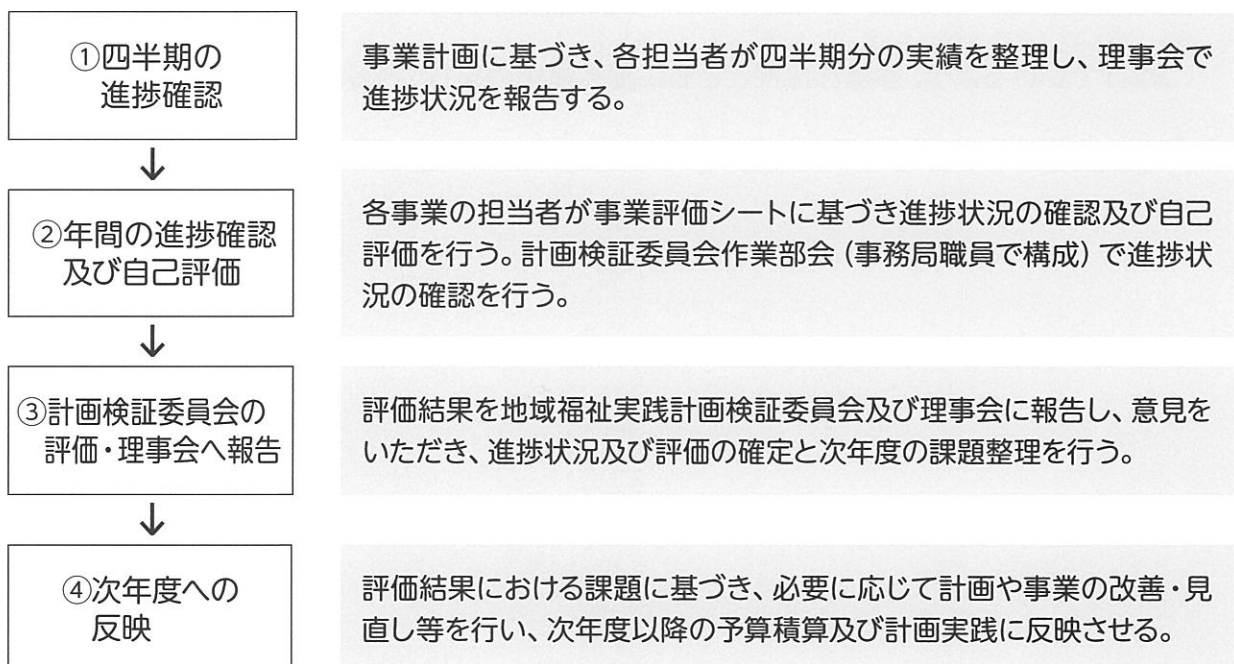 ①四半期の
進捗確認
事業計画に基づき、各担当者が四半期分の実績を整理し、理事会で
進捗状況を報告する。
↓
②年間の進捗確認
及び自己評価
各事業の担当者が事業評価シートに基づき進捗状況の確認及び自己
評価を行う。計画検証委員会作業部会（事務局職員で構成）で進捗状
況の確認を行う。
↓
③計画検証委員会の
評価・理事会へ報告
評価結果を地域福祉実践計画検証委員会及び理事会に報告し、意見を
いただき、進捗状況及び評価の確定と次年度の課題整理を行う。
↓
④次年度への
反映
評価結果における課題に基づき、必要に応じて計画や事業の改善・見
直し等を行い、次年度以降の予算積算及び計画実践に反映させる。